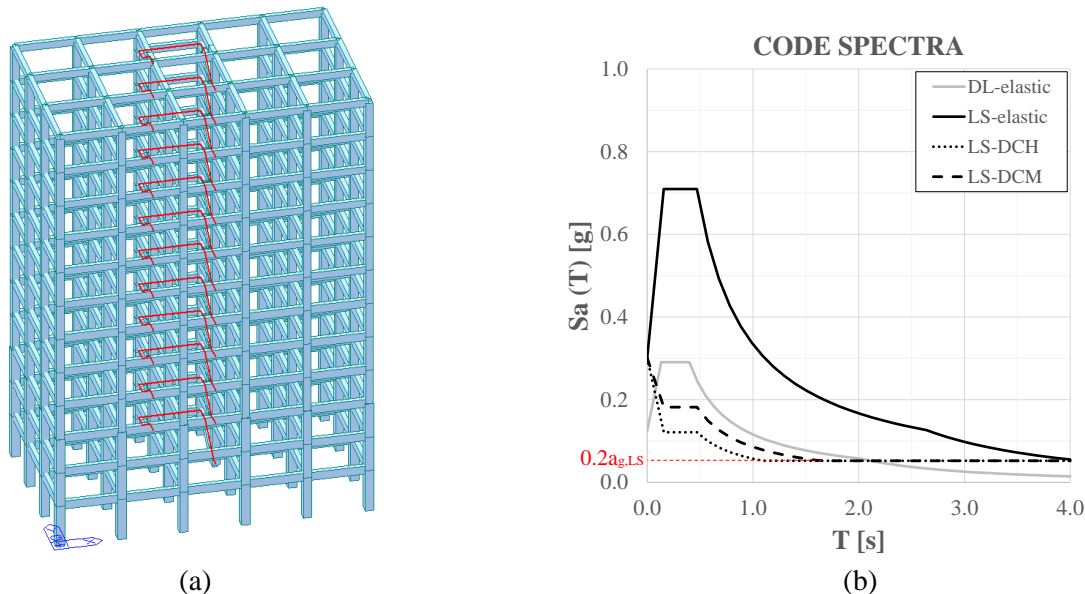 CODE SPECTRA
1.0
0.8
0.6
0.4
0.2
0.0
Sa (T) [g]
DL-elastic
LS-elastic
LS-DCH
LS-DCM
0.2ag,LS
0.0
1.0
2.0
3.0
4.0
T [s]
(a)
(b)